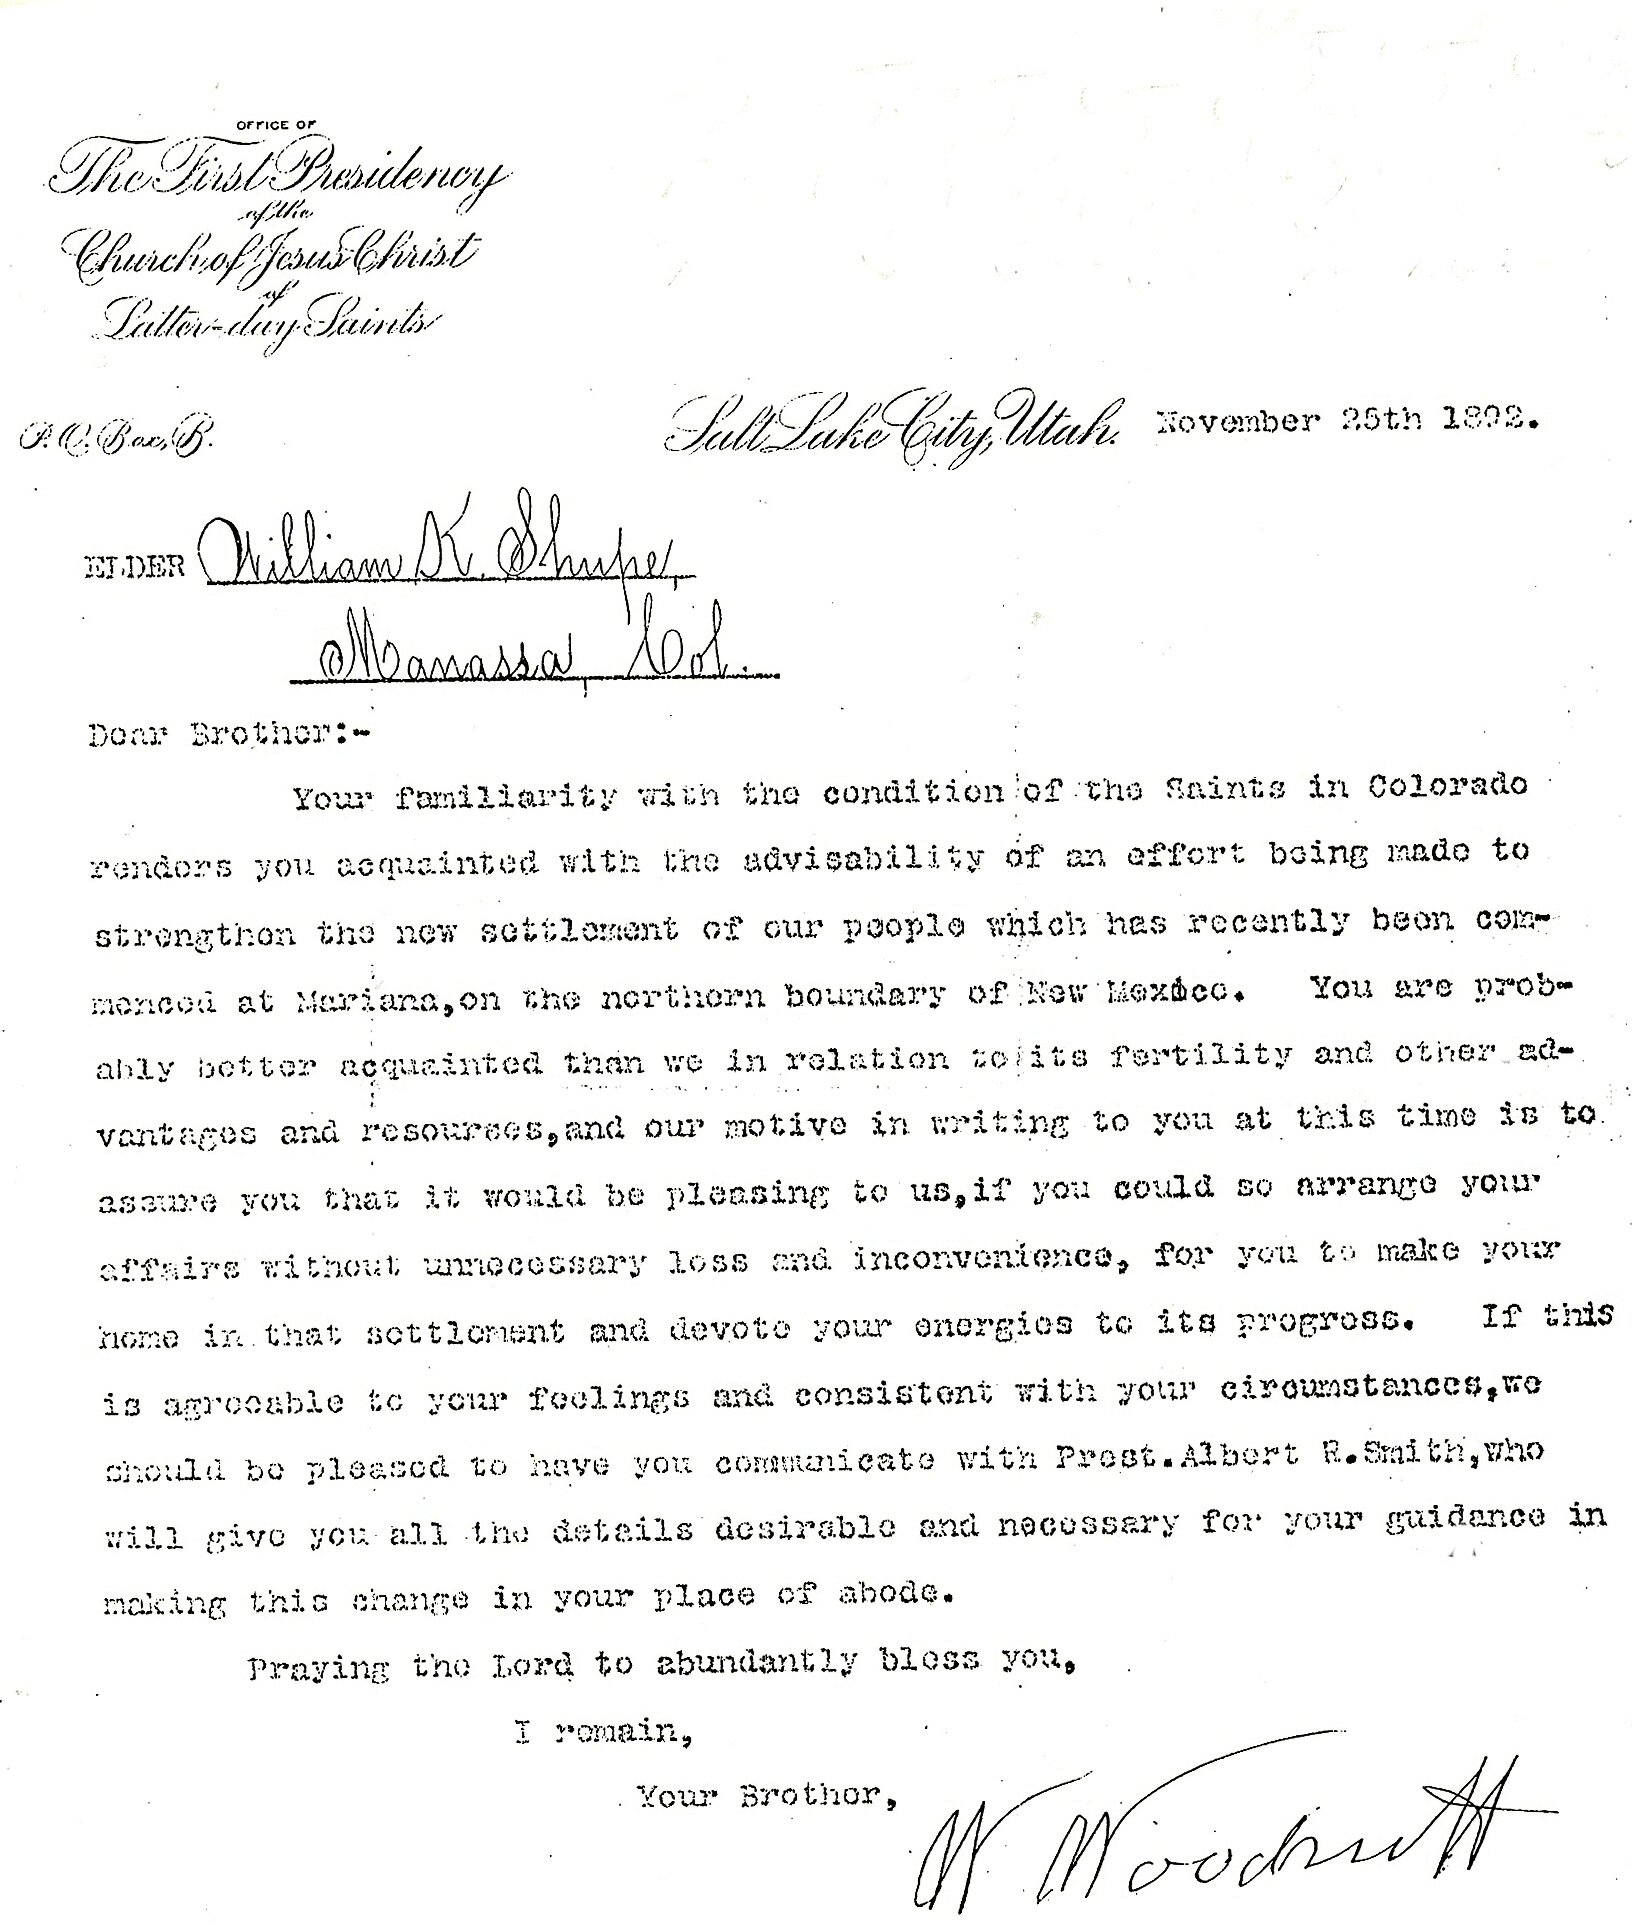 OFFICE OF
The First Presidency
of the
Church of Jesus Christ
of
Latter-day Saints
P.O. Box, B.
Salt Lake City, Utah. November 25th 1892.
ELDER William K. Shupe,
Manassa, Col.
Dear Brother:-
Your familiarity with the condition of the Saints in Colorado
renders you acquainted with the advisability of an effort being made to
strengthen the new settlement of our people which has recently been com-
menced at Mariana,on the northern boundary of New Mexico. You are prob-
ably better acquainted than we in relation to its fertility and other ad-
vantages and resources,and our motive in writing to you at this time is to
assure you that it would be pleasing to us,if you could so arrange your
affairs without unnecessary loss and inconvenience, for you to make your
home in that settlement and devote your energies to its progress. If this
is agreeable to your feelings and consistent with your circumstances,we
should be pleased to have you communicate with Prest.Albert R.Smith,who
will give you all the details desirable and necessary for your guidance in
making this change in your place of abode.
Praying the Lord to abundantly bless you,
I remain,
Your Brother,
W. Woodruff